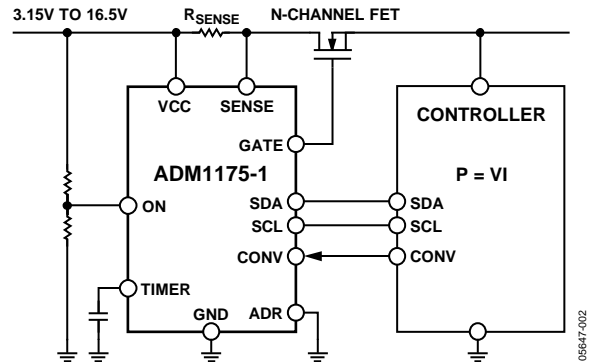 3.15V TO 16.5V
RSENSE
N-CHANNEL FET
VCC
SENSE
CONTROLLER
GATE
ADM1175-1
P = VI
ON
SDA
SDA
SCL
SCL
CONV
CONV
TIMER
GND
ADR
05647-002